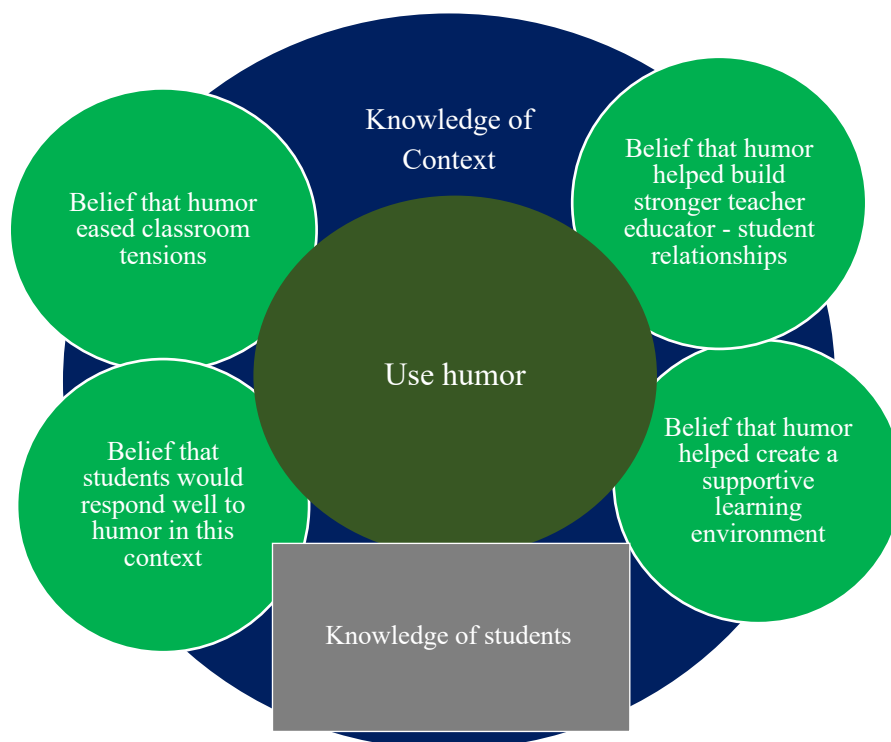 Knowledge of
Context
Belief that humor
eased classroom
tensions
Belief that humor
helped build
stronger teacher
educator - student
relationships
Use humor
Belief that
students would
respond well to
humor in this
context
Belief that humor
helped create a
supportive
learning
environment
Knowledge of students